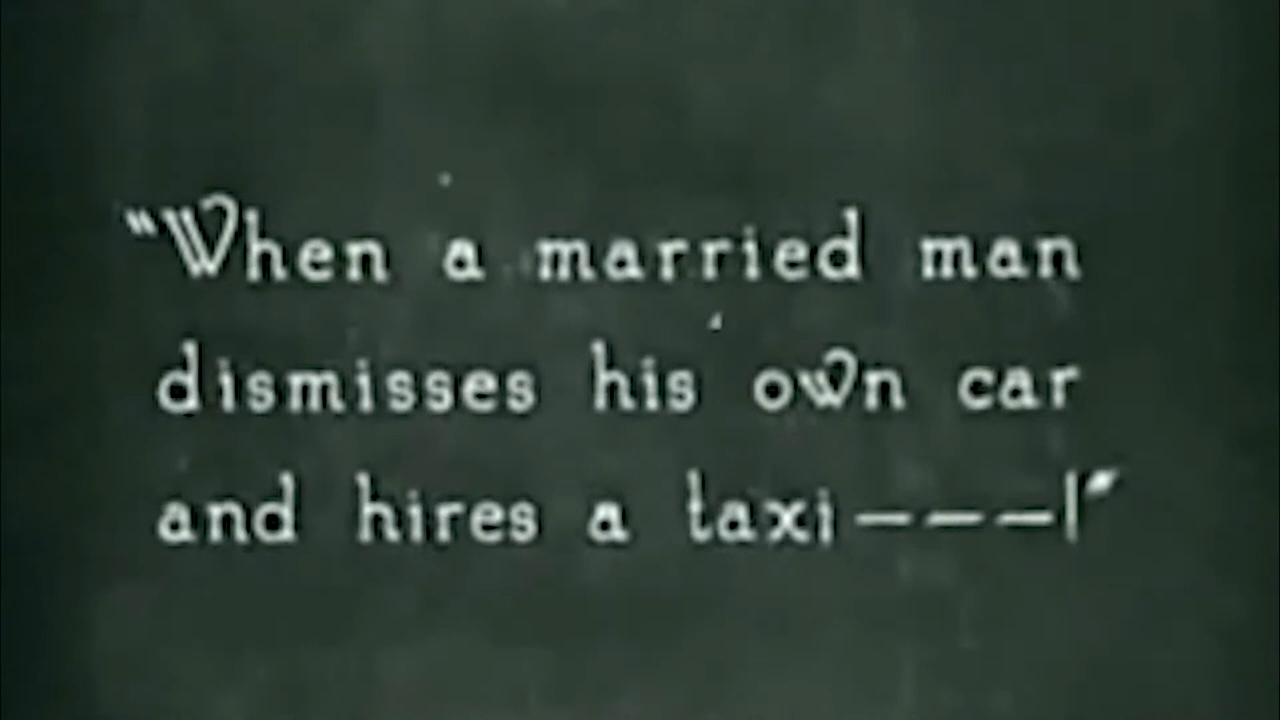 "When a married man
dismisses his own car
and hires a taxi———!"